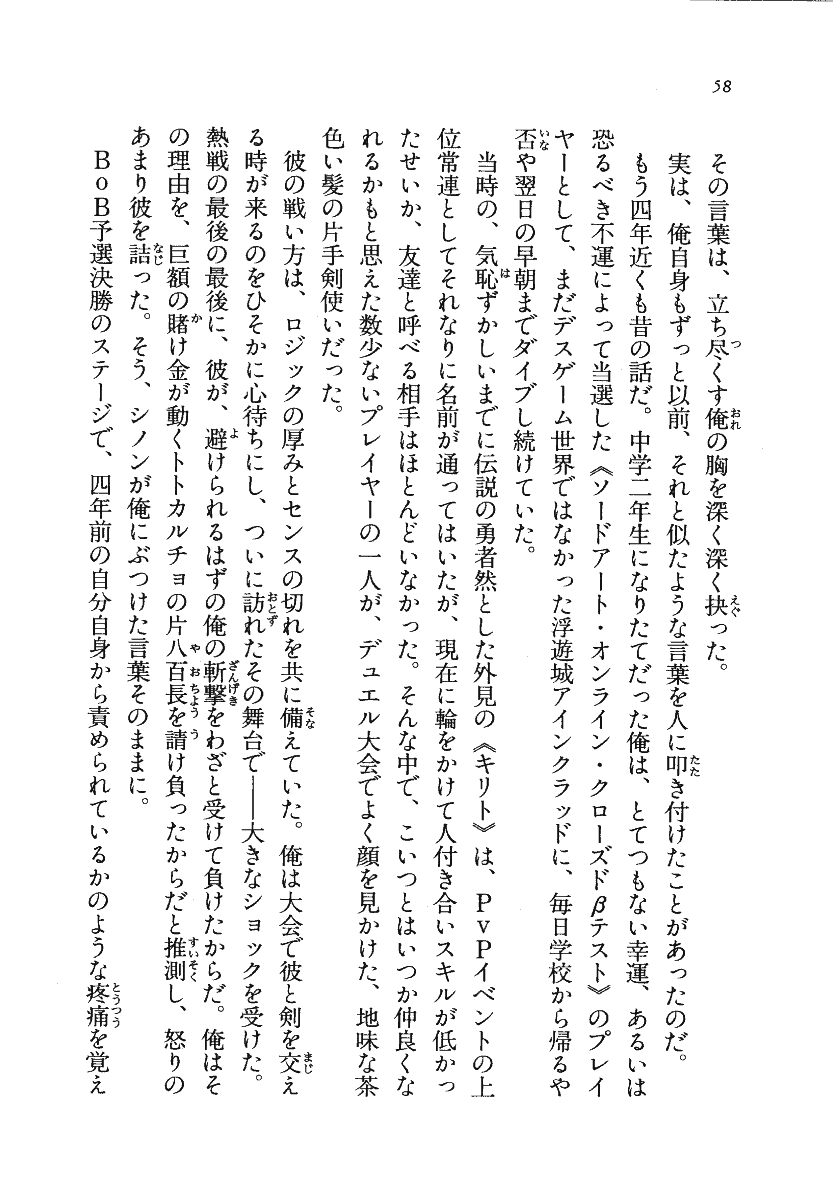 58
その言葉は、立ち尽くす俺の胸を深く深く抉った。
実は、俺自身もずっと以前、それと似たような言葉を人に叩き付けたことがあったのだ。
もう四年近くも昔の話だ。中学二年生になりたてだった俺は、とてつもない幸運、あるいは
恐るべき不運によって当選した《ソードアート・オンライン・クローズドβテスト》のプレイ
ヤーとして、まだデスゲーム世界ではなかった浮遊城アインクラッドに、毎日学校から帰るや
否や翌日の早朝までダイブし続けていた。
当時の、気恥ずかしいまでに伝説の勇者然とした外見の《キリト》は、PvPイベントの上
位常連としてそれなりに名前が通ってはいたが、現在に輪をかけて人付き合いスキルが低かっ
たせいか、友達と呼べる相手はほとんどいなかった。そんな中で、こいつとはいつか仲良くな
れるかもと思えた数少ないプレイヤーの一人が、デュエル大会でよく顔を見かけた、地味な茶
色い髪の片手剣使いだった。
彼の戦い方は、ロジックの厚みとセンスの切れを共に備えていた。俺は大会で彼と剣を交え
る時が来るのをひそかに心待ちにし、ついに訪れたその舞台で――大きなショックを受けた。
熱戦の最後の最後に、彼が、避けられるはずの俺の斬撃をわざと受けて負けたからだ。俺はそ
の理由を、巨額の賭け金が動くトトカルチョの片八百長を請け負ったからだと推測し、怒りの
あまり彼を詰った。そう、シノンが俺にぶつけた言葉そのままに。
BoB予選決勝のステージで、四年前の自分自身から責められているかのような疼痛を覚え